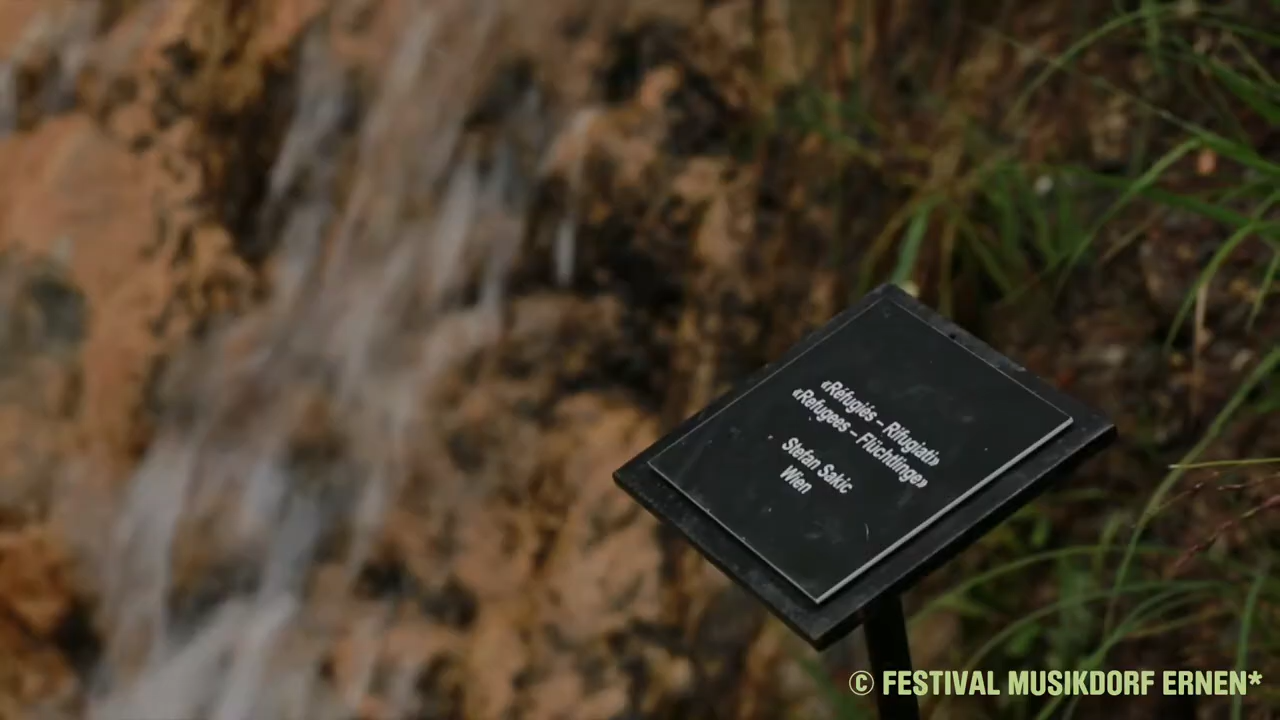 «Réfugiés – Rifugiati»
«Refugees – Flüchtlinge»
Stefan Sakic
Wien
© FESTIVAL MUSIKDORF ERNEN*